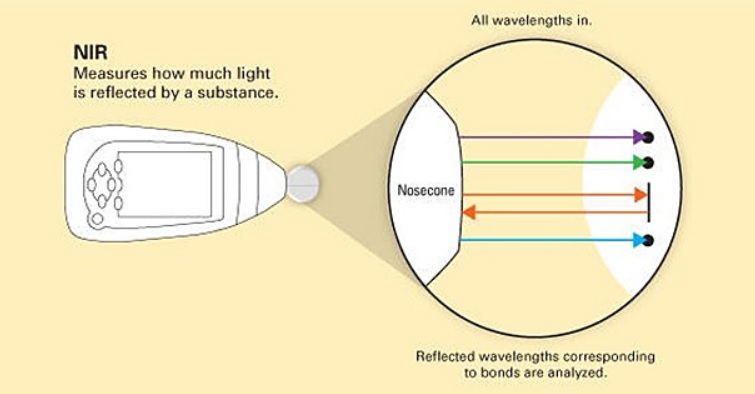 All wavelengths in.
NIR
Measures how much light
is reflected by a substance.
Nosecone
Reflected wavelengths corresponding
to bonds are analyzed.